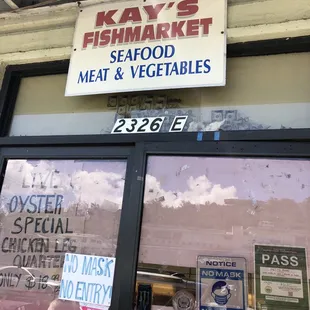 KAY'S
FISHMARKET
SEAFOOD
MEAT & VEGETABLES
2326 E
LIVE
OYSTER
SPECIAL
CHICKEN LEG
QUARTER
ONLY
NO MASK
NO ENTRY!
NOTICE
NO MASK
PASS